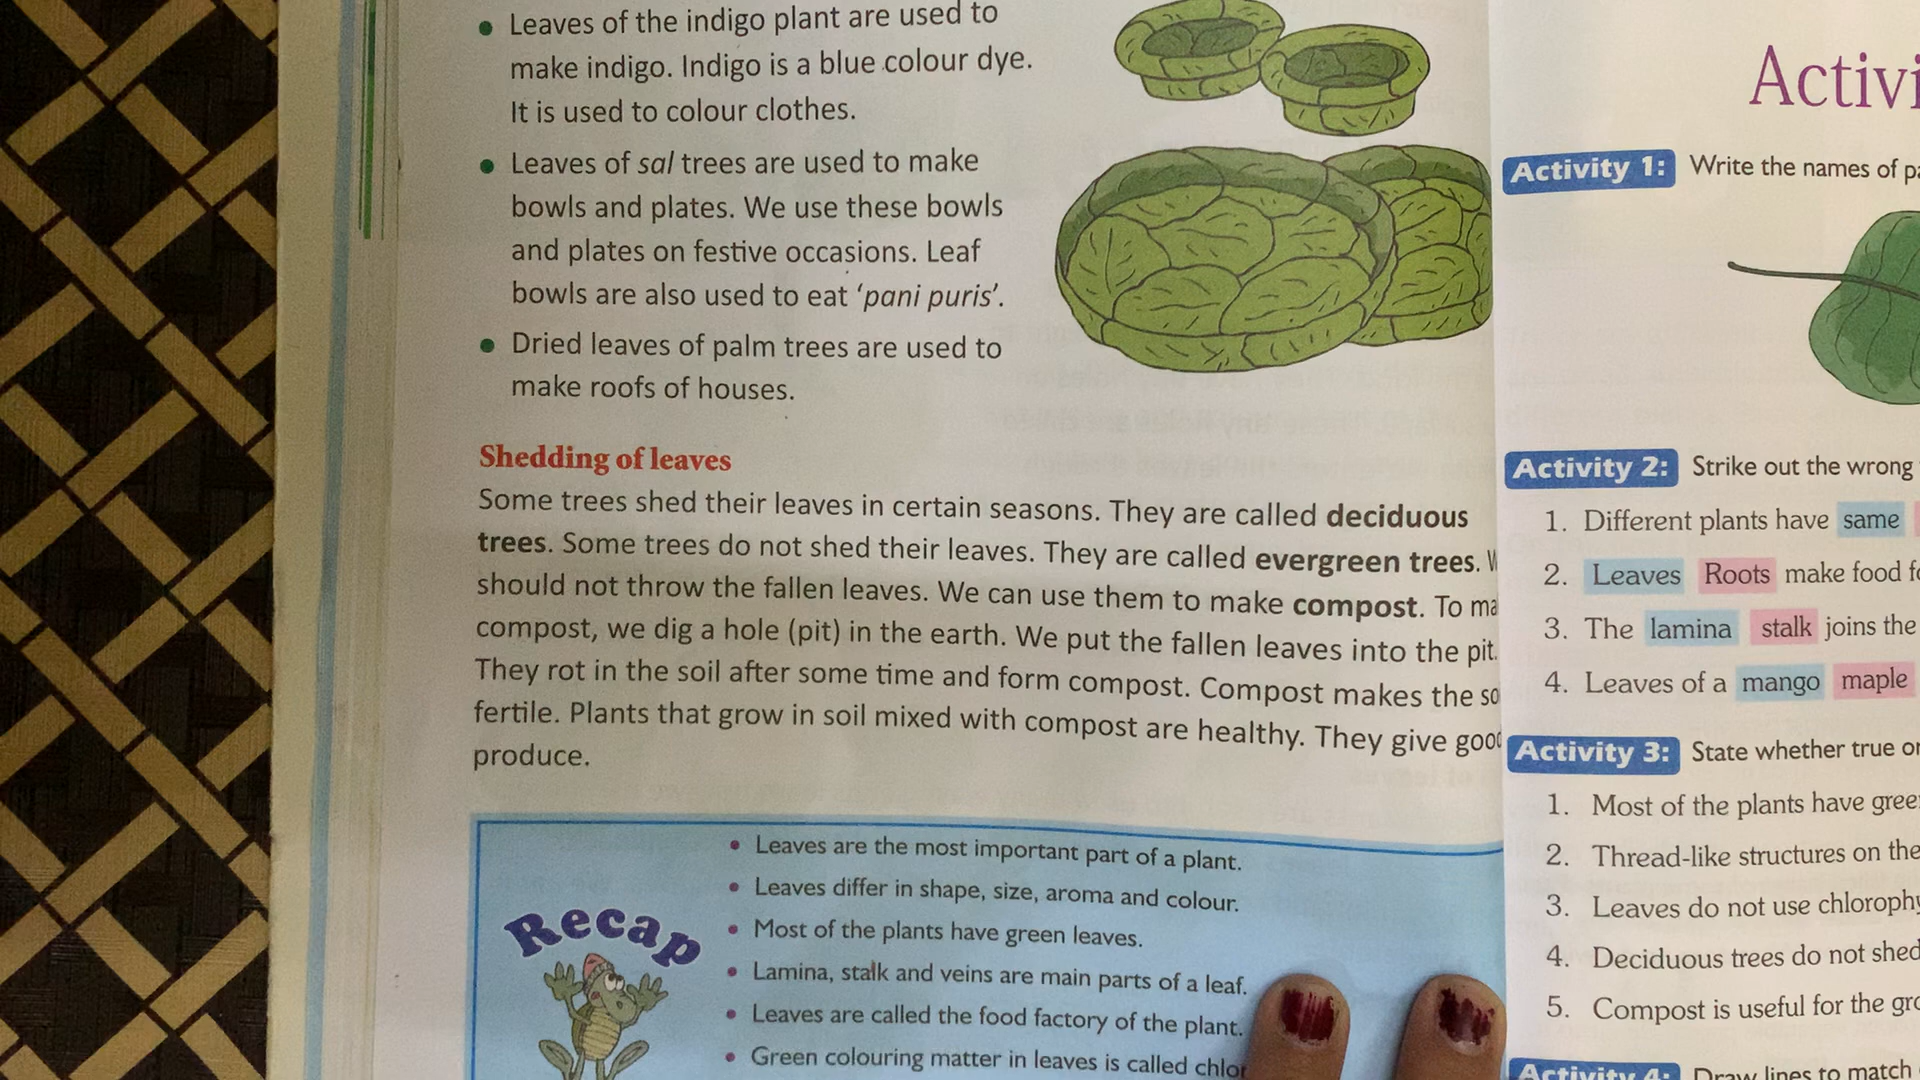 Leaves of the indigo plant are used to
make indigo. Indigo is a blue colour dye.
It is used to colour clothes.
Leaves of sal trees are used to make
bowls and plates. We use these bowls
and plates on festive occasions. Leaf
bowls are also used to eat ‘pani puris’.
Dried leaves of palm trees are used to
make roofs of houses.
Shedding of leaves
Some trees shed their leaves in certain seasons. They are called deciduous
trees. Some trees do not shed their leaves. They are called evergreen trees.
should not throw the fallen leaves. We can use them to make compost. To
compost, we dig a hole (pit) in the earth. We put the fallen leaves into the pit.
They rot in the soil after some time and form compost. Compost makes the
fertile. Plants that grow in soil mixed with compost are healthy. They give
produce.
Recap
Leaves are the most important part of a plant.
Leaves differ in shape, size, aroma and colour.
Most of the plants have green leaves.
Lamina, stalk and veins are main parts of a leaf.
Leaves are called the food factory of the plant.
Green colouring matter in leaves is called
Activi
Activity 1: Write the names of
Activity 2: Strike out the wrong
1. Different plants have same
2. Leaves Roots make food
3. The lamina stalk joins the
4. Leaves of a mango maple
Activity 3: State whether true
1. Most of the plants have
2. Thread-like structures on the
3. Leaves do not use
4. Deciduous trees do not shed
5. Compost is useful for the
Activity 4: Draw lines to match